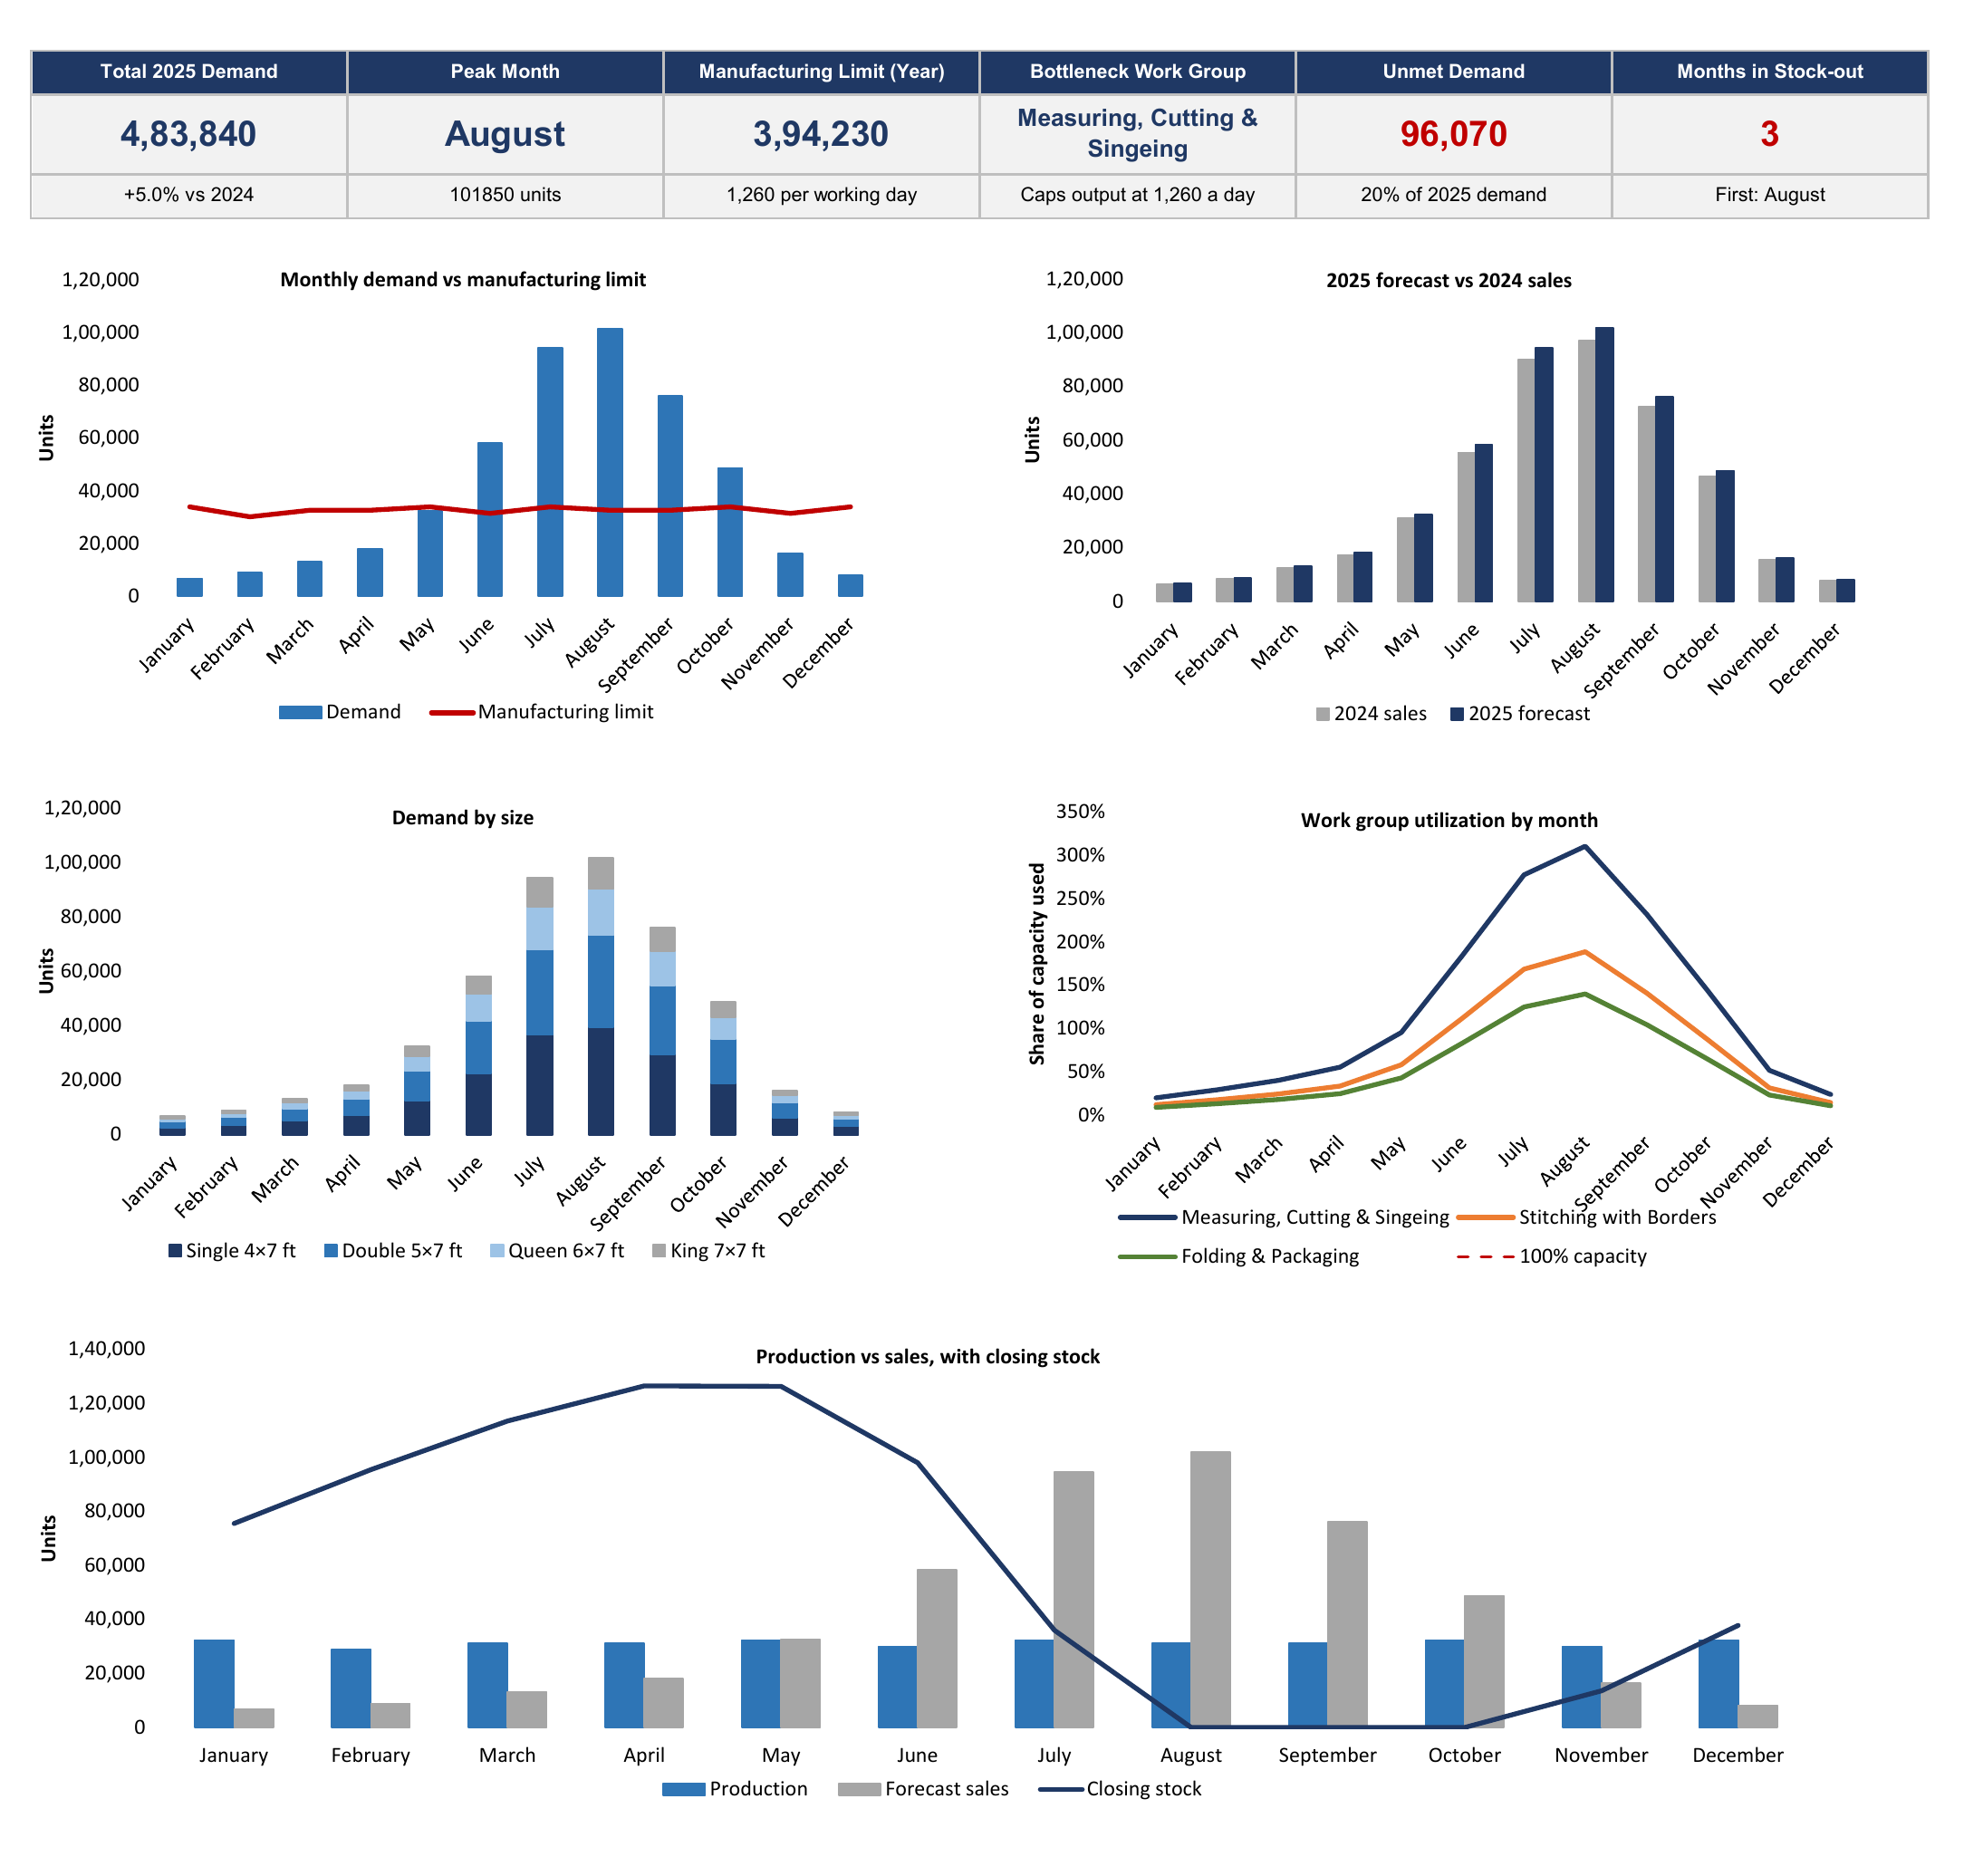 Total 2025 Demand
Peak Month
Manufacturing Limit (Year)
Bottleneck Work Group
Unmet Demand
Months in Stock-out
4,83,840
August
3,94,230
Measuring, Cutting &
Singeing
96,070
3
+5.0% vs 2024
101850 units
1,260 per working day
Caps output at 1,260 a day
20% of 2025 demand
First: August
Monthly demand vs manufacturing limit
Units
1,20,000
1,00,000
80,000
60,000
40,000
20,000
0
January
February
March
April
May
June
July
August
September
October
November
December
Demand
Manufacturing limit
2025 forecast vs 2024 sales
Units
1,20,000
1,00,000
80,000
60,000
40,000
20,000
0
January
February
March
April
May
June
July
August
September
October
November
December
2024 sales
2025 forecast
Demand by size
Units
1,20,000
1,00,000
80,000
60,000
40,000
20,000
0
January
February
March
April
May
June
July
August
September
October
November
December
Single 4×7 ft
Double 5×7 ft
Queen 6×7 ft
King 7×7 ft
Work group utilization by month
Share of capacity used
350%
300%
250%
200%
150%
100%
50%
0%
January
February
March
April
May
June
July
August
September
October
November
December
Measuring, Cutting & Singeing
Stitching with Borders
Folding & Packaging
100% capacity
Production vs sales, with closing stock
Units
1,40,000
1,20,000
1,00,000
80,000
60,000
40,000
20,000
0
January
February
March
April
May
June
July
August
September
October
November
December
Production
Forecast sales
Closing stock